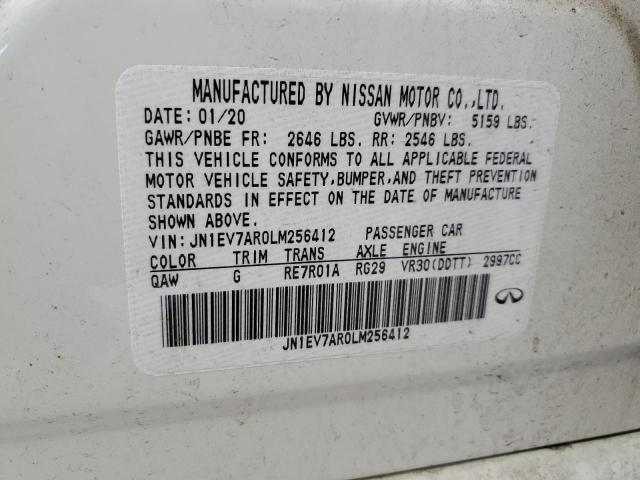 MANUFACTURED BY NISSAN MOTOR CO.,LTD.
DATE: 01/20 GVWR/PNBV: 5159 LBS.
GAWR/PNBE FR: 2646 LBS. RR: 2546 LBS.
THIS VEHICLE CONFORMS TO ALL APPLICABLE FEDERAL
MOTOR VEHICLE SAFETY,BUMPER,AND THEFT PREVENTION
STANDARDS IN EFFECT ON THE DATE OF MANUFACTURE
SHOWN ABOVE.
VIN:JN1EV7AR0LM256412 PASSENGER CAR
COLOR TRIM TRANS AXLE ENGINE
QAW G RE7R01A RG29 VR30(DDTT) 2997CC
JN1EV7AR0LM256412